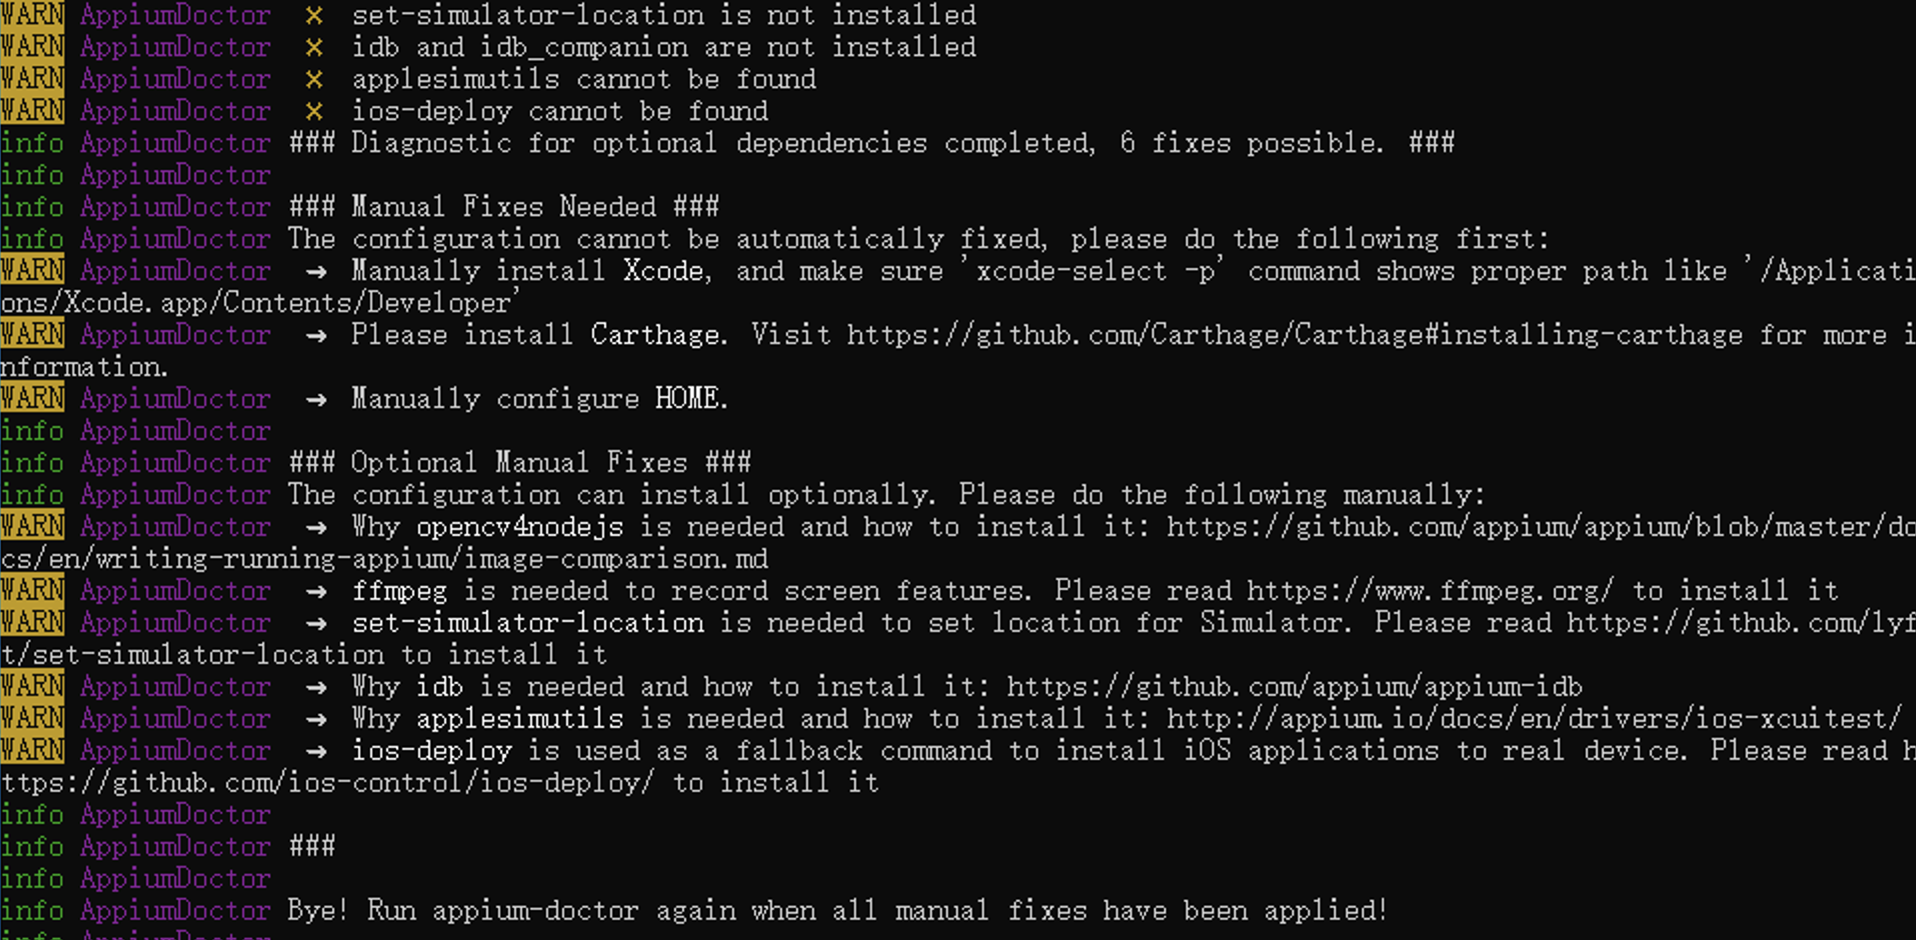 WARN AppiumDoctor  ✕ set-simulator-location is not installed
WARN AppiumDoctor  ✕ idb and idb_companion are not installed
WARN AppiumDoctor  ✕ applesimutils cannot be found
WARN AppiumDoctor  ✕ ios-deploy cannot be found
info AppiumDoctor ### Diagnostic for optional dependencies completed, 6 fixes possible. ###
info AppiumDoctor
info AppiumDoctor ### Manual Fixes Needed ###
info AppiumDoctor The configuration cannot be automatically fixed, please do the following first:
WARN AppiumDoctor  ➜ Manually install Xcode, and make sure 'xcode-select -p' command shows proper path like '/Applicati
ons/Xcode.app/Contents/Developer'
WARN AppiumDoctor  ➜ Please install Carthage. Visit https://github.com/Carthage/Carthage#installing-carthage for more i
nformation.
WARN AppiumDoctor  ➜ Manually configure HOME.
info AppiumDoctor
info AppiumDoctor ### Optional Manual Fixes ###
info AppiumDoctor The configuration can install optionally. Please do the following manually:
WARN AppiumDoctor  ➜ Why opencv4nodejs is needed and how to install it: https://github.com/appium/appium/blob/master/do
cs/en/writing-running-appium/image-comparison.md
WARN AppiumDoctor  ➜ ffmpeg is needed to record screen features. Please read https://www.ffmpeg.org/ to install it
WARN AppiumDoctor  ➜ set-simulator-location is needed to set location for Simulator. Please read https://github.com/lyf
t/set-simulator-location to install it
WARN AppiumDoctor  ➜ Why idb is needed and how to install it: https://github.com/appium/appium-idb
WARN AppiumDoctor  ➜ Why applesimutils is needed and how to install it: http://appium.io/docs/en/drivers/ios-xcuitest/
WARN AppiumDoctor  ➜ ios-deploy is used as a fallback command to install iOS applications to real device. Please read h
ttps://github.com/ios-control/ios-deploy/ to install it
info AppiumDoctor
info AppiumDoctor ###
info AppiumDoctor
info AppiumDoctor Bye! Run appium-doctor again when all manual fixes have been applied!